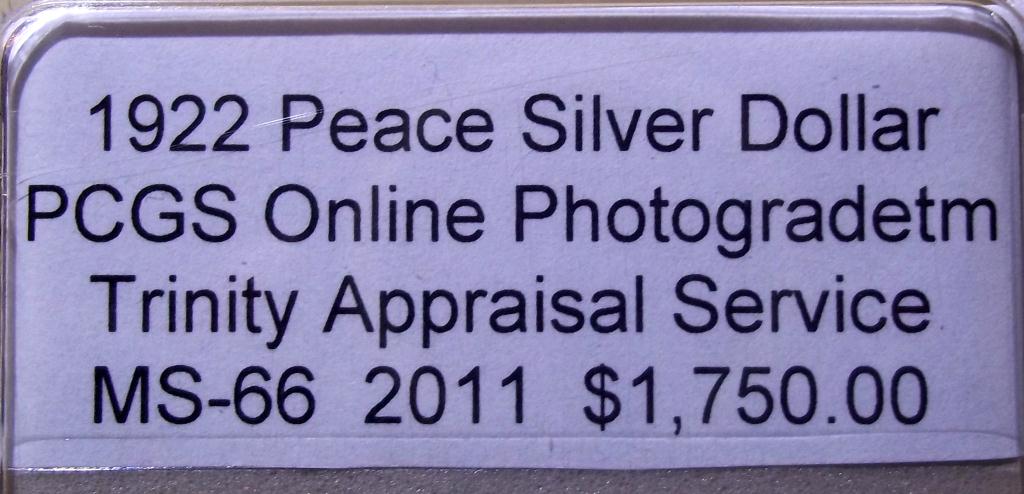 1922 Peace Silver Dollar
PCGS Online Photogradetm
Trinity Appraisal Service
MS-66 2011 $1,750.00